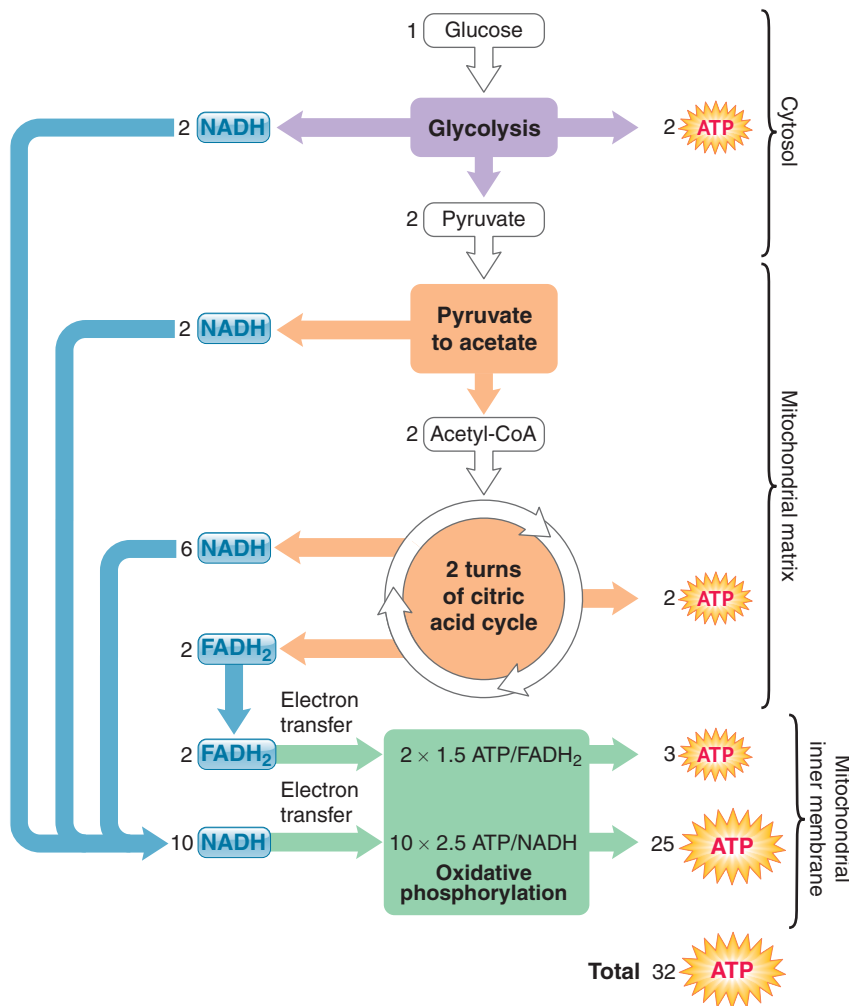 1 Glucose
2 NADH
Glycolysis
2 ATP
Cytosol
2 Pyruvate
2 NADH
Pyruvate
to acetate
2 Acetyl-CoA
Mitochondrial matrix
6 NADH
2 turns
of citric
acid cycle
2 ATP
2 FADH₂
Electron
transfer
2 FADH₂
2 × 1.5 ATP/FADH₂
3 ATP
Electron
transfer
10 NADH
10 × 2.5 ATP/NADH
Oxidative
phosphorylation
25 ATP
Mitochondrial
inner membrane
Total 32 ATP